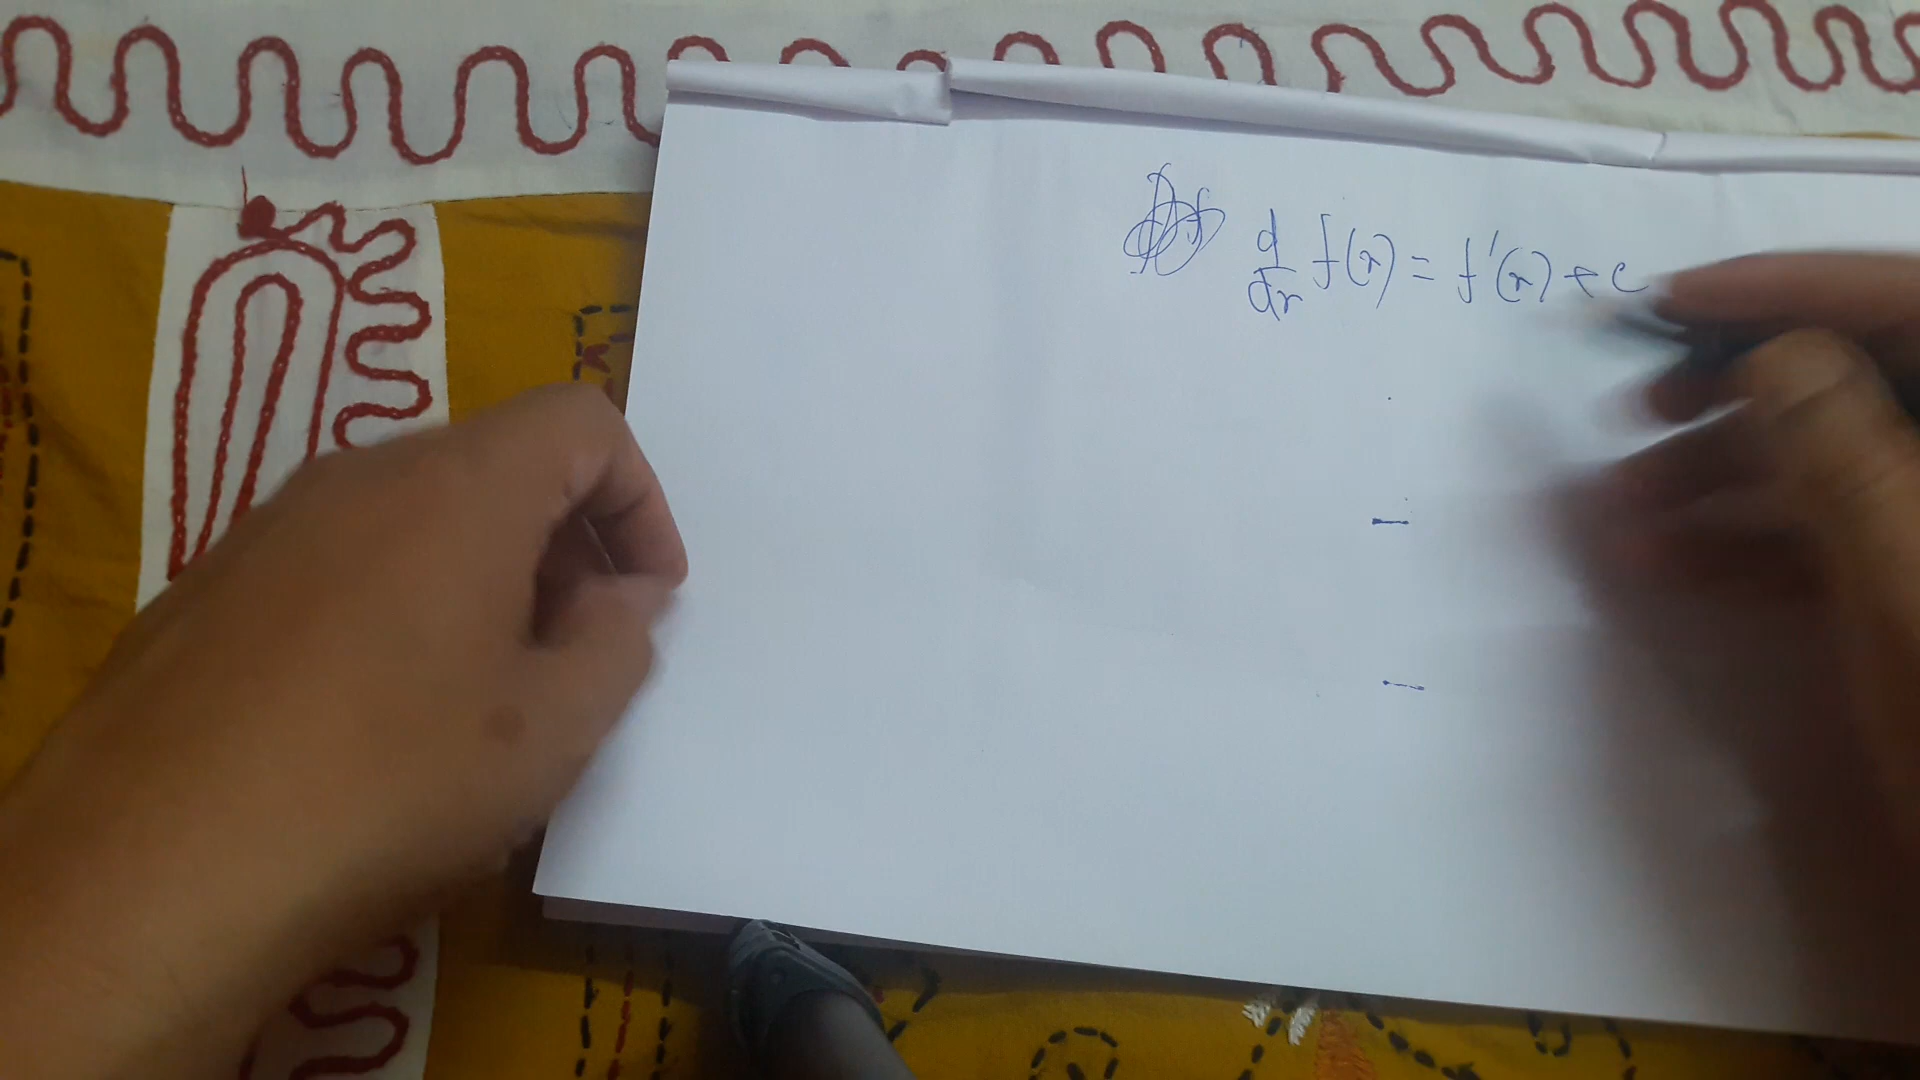 d/dx f(x) = f'(x) + c